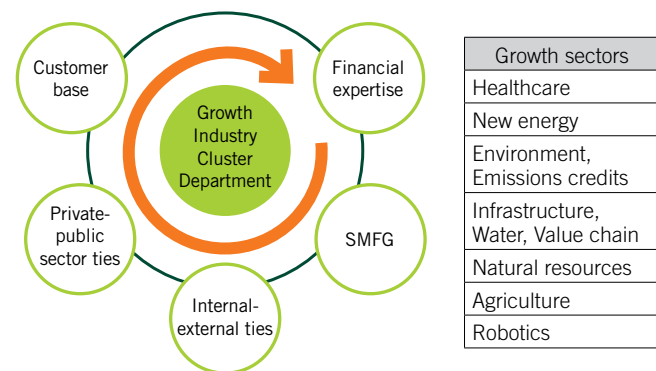 Customer
base
Financial
expertise
Growth
Industry
Cluster
Department
Private-
public
sector ties
SMFG
Internal-
external ties
Growth sectors
Healthcare
New energy
Environment,
Emissions credits
Infrastructure,
Water, Value chain
Natural resources
Agriculture
Robotics